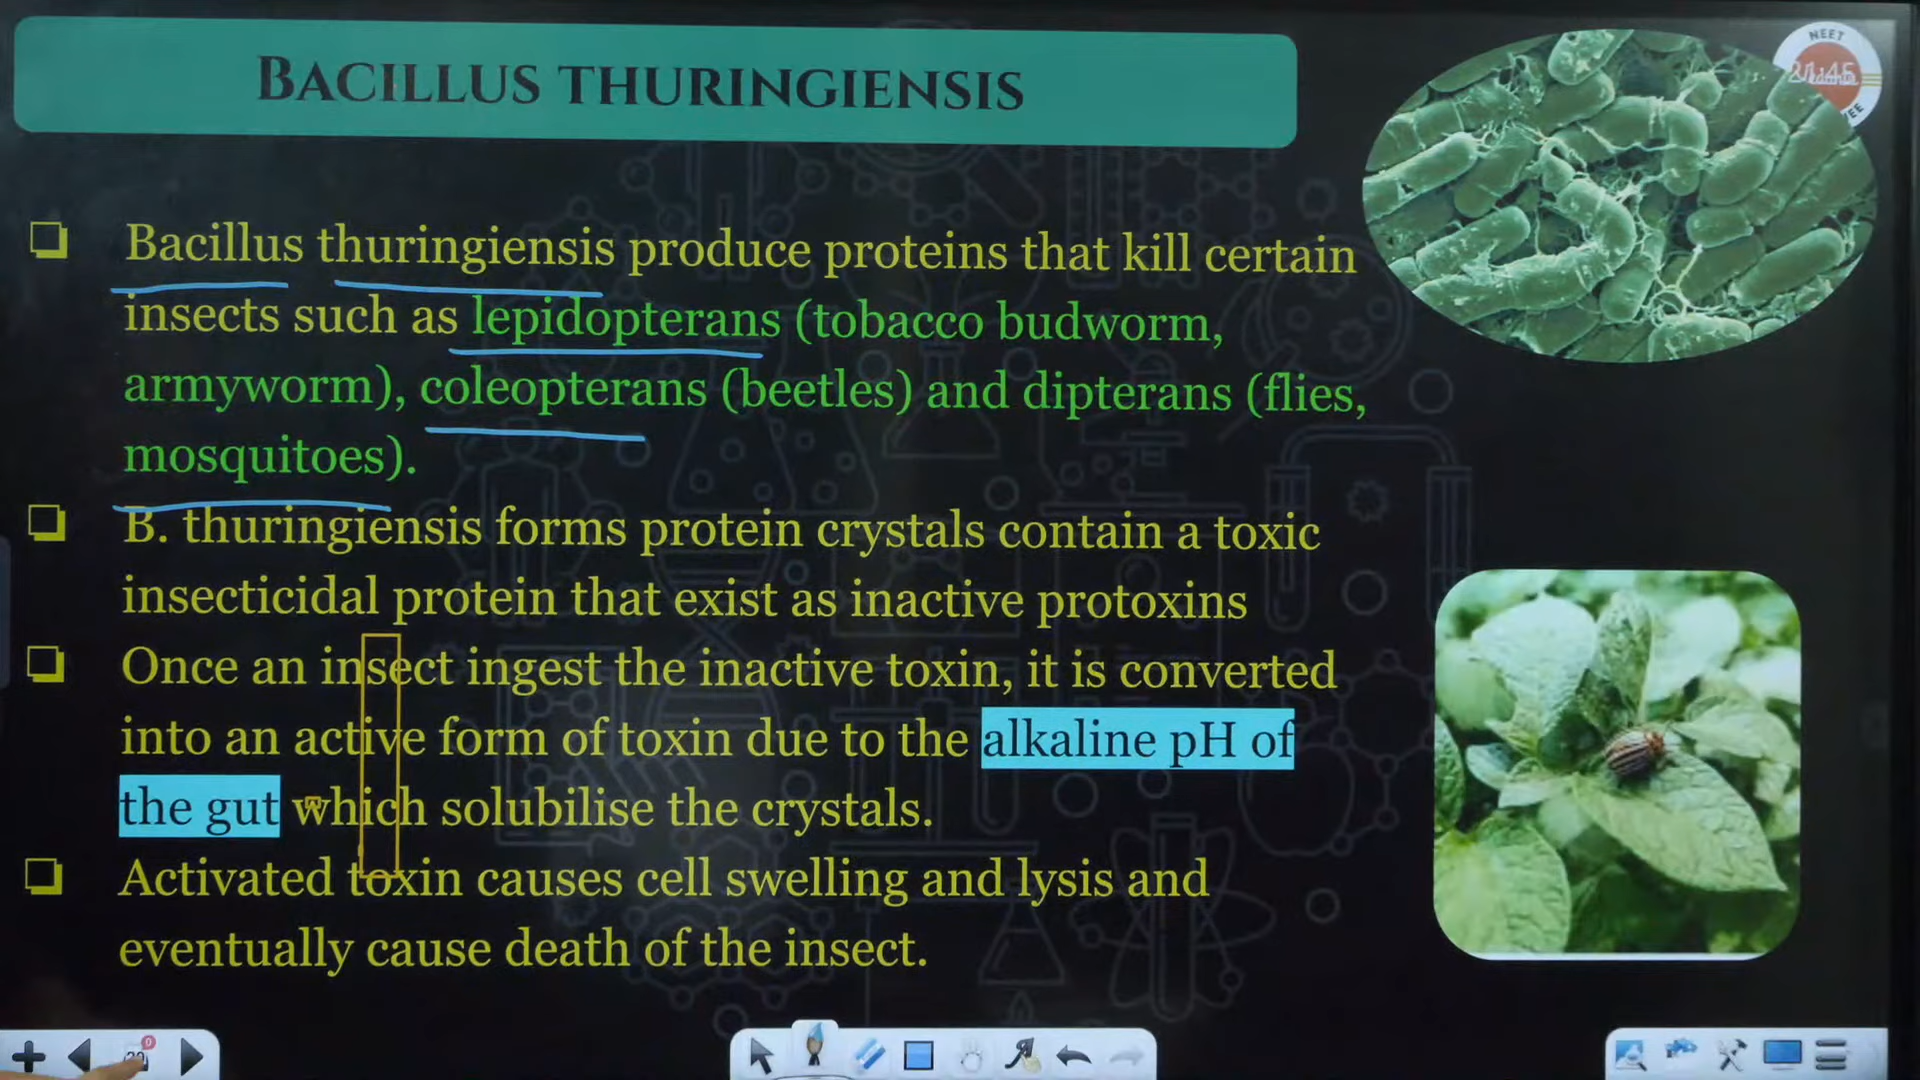 BACILLUS THURINGIENSIS
NEET
Bacillus thuringiensis produce proteins that kill certain
insects such as lepidopterans (tobacco budworm,
armyworm), coleopterans (beetles) and dipterans (flies,
mosquitoes).
B. thuringiensis forms protein crystals contain a toxic
insecticidal protein that exist as inactive protoxins
Once an insect ingest the inactive toxin, it is converted
into an active form of toxin due to the alkaline pH of
the gut which solubilise the crystals.
Activated toxin causes cell swelling and lysis and
eventually cause death of the insect.